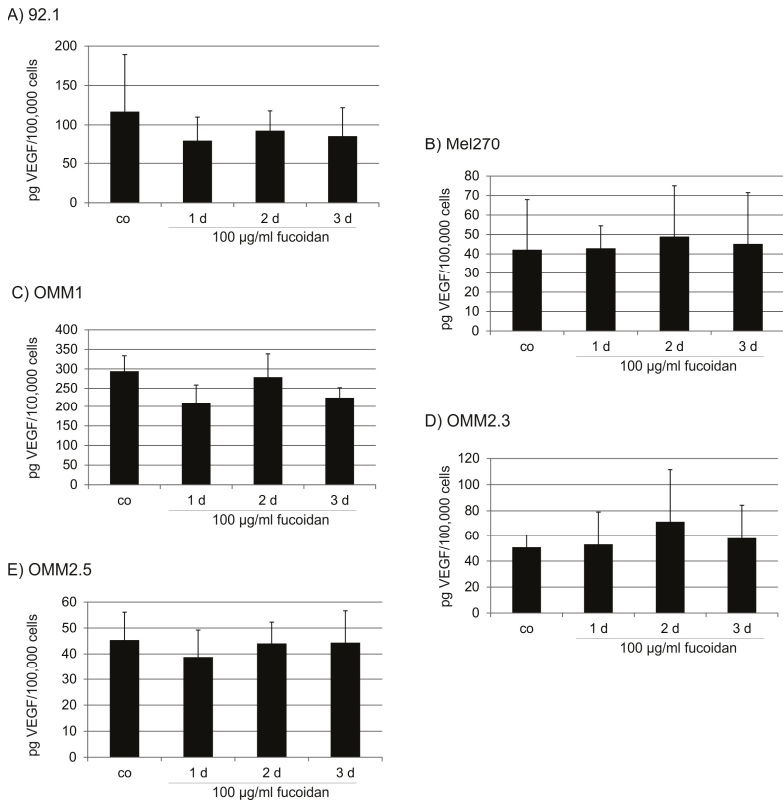 A) 92.1
pg VEGF/100,000 cells
200
150
100
50
0
co 1 d 2 d 3 d
100 µg/ml fucoidan
B) Mel270
pg VEGF/100,000 cells
80
70
60
50
40
30
20
10
0
co 1 d 2 d 3 d
100 µg/ml fucoidan
C) OMM1
pg VEGF/100,000 cells
400
350
300
250
200
150
100
50
0
co 1 d 2 d 3 d
100 µg/ml fucoidan
D) OMM2.3
pg VEGF/100,000 cells
120
100
80
60
40
20
0
co 1 d 2 d 3 d
100 µg/ml fucoidan
E) OMM2.5
pg VEGF/100,000 cells
60
50
40
30
20
10
0
co 1 d 2 d 3 d
100 µg/ml fucoidan